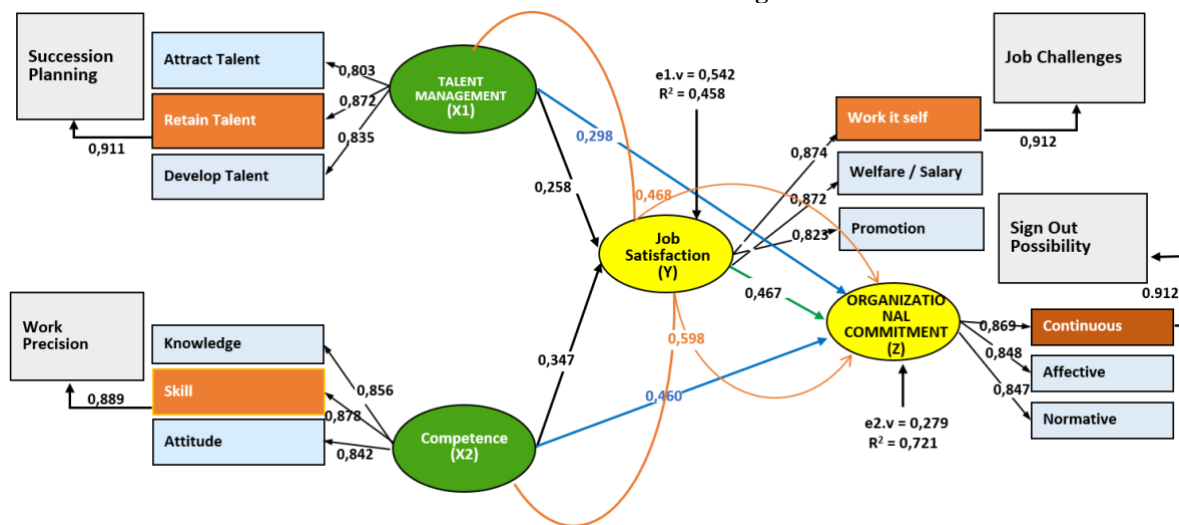 Succession
Planning
0,911
Attract Talent
Retain Talent
Develop Talent
0,803
0,872
0,835
TALENT
MANAGEMENT
(X1)
e1.v = 0,542
R² = 0,458
Job Challenges
0,912
Work it self
Welfare / Salary
Promotion
0,874
0,872
0,823
0,298
0,258
0,468
Job
Satisfaction
(Y)
0,467
Sign Out
Possibility
0.912
ORGANIZATIO
NAL
COMMITMENT
(Z)
0,869
0,848
0,847
Continuous
Affective
Normative
Work
Precision
0,889
Knowledge
Skill
Attitude
0,856
0,878
0,842
Competence
(X2)
0,347
0,598
0,460
e2.v = 0,279
R² = 0,721